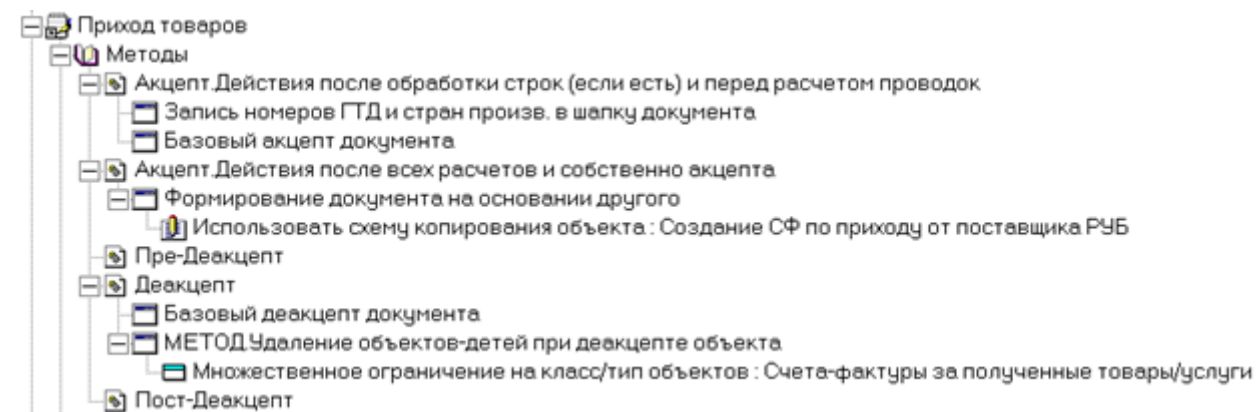 Приход товаров
Методы
Акцепт.Действия после обработки строк (если есть) и перед расчетом проводок
Запись номеров ГТД и стран произв. в шапку документа
Базовый акцепт документа
Акцепт.Действия после всех расчетов и собственно акцепта
Формирование документа на основании другого
Использовать схему копирования объекта : Создание СФ по приходу от поставщика РУБ
Пре-Деакцепт
Деакцепт
Базовый деакцепт документа
МЕТОД.Удаление объектов-детей при деакцепте объекта
Множественное ограничение на класс/тип объектов : Счета-фактуры за полученные товары/услуги
Пост-Деакцепт